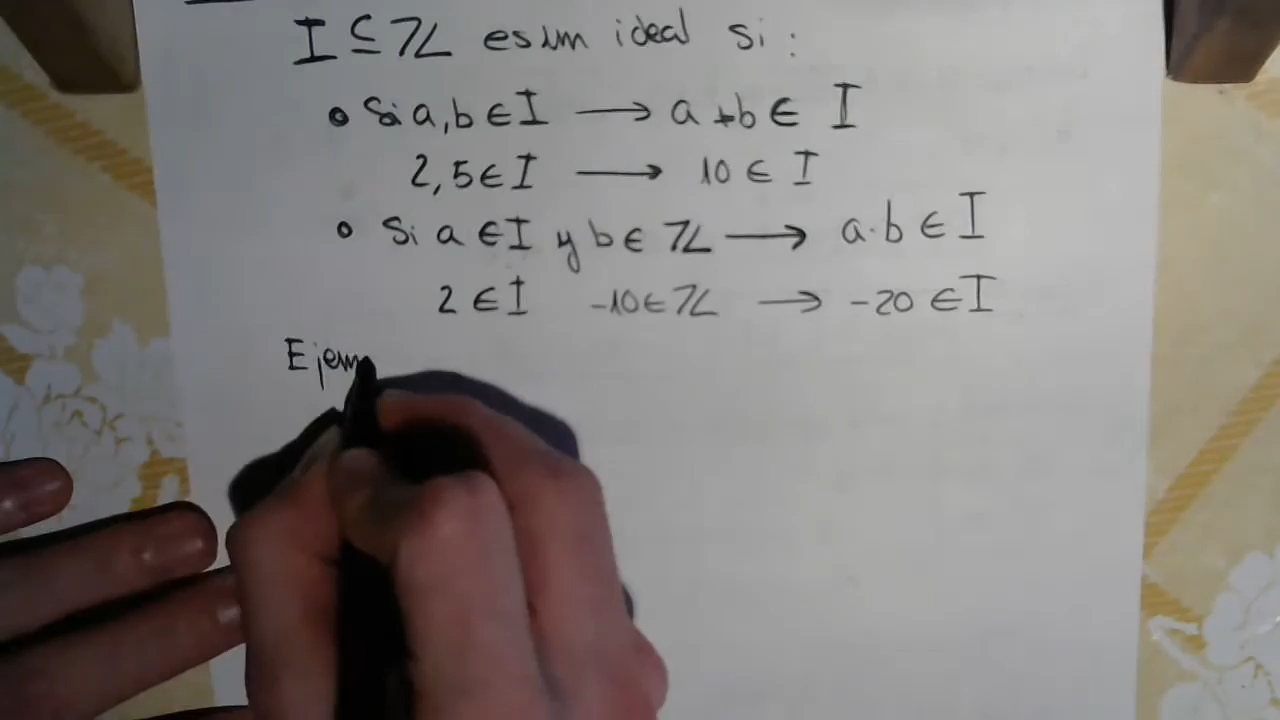 I ⊆ ℤ es un ideal si :
• Si a, b ∈ I ⟶ a + b ∈ I
2, 5 ∈ I ⟶ 10 ∈ I
• Si a ∈ I y b ∈ ℤ ⟶ a · b ∈ I
2 ∈ I -10 ∈ ℤ ⟶ -20 ∈ I
Ejem